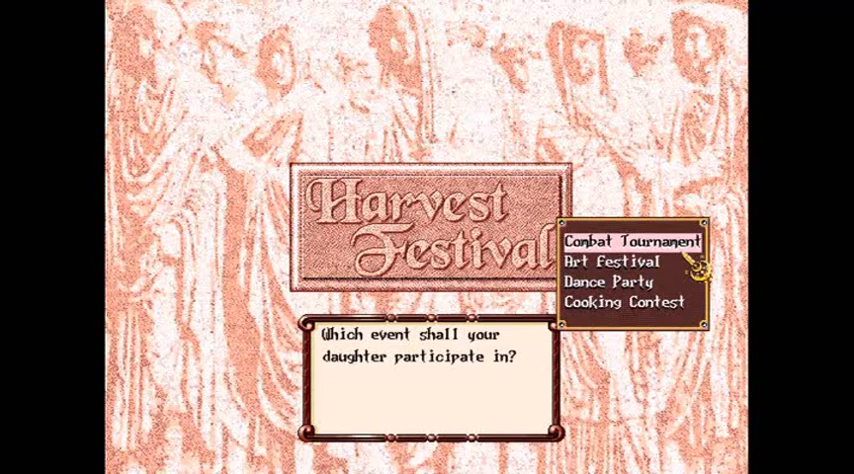 Harvest
Festival
Combat Tournament
Art Festival
Dance Party
Cooking Contest
Which event shall your
daughter participate in?